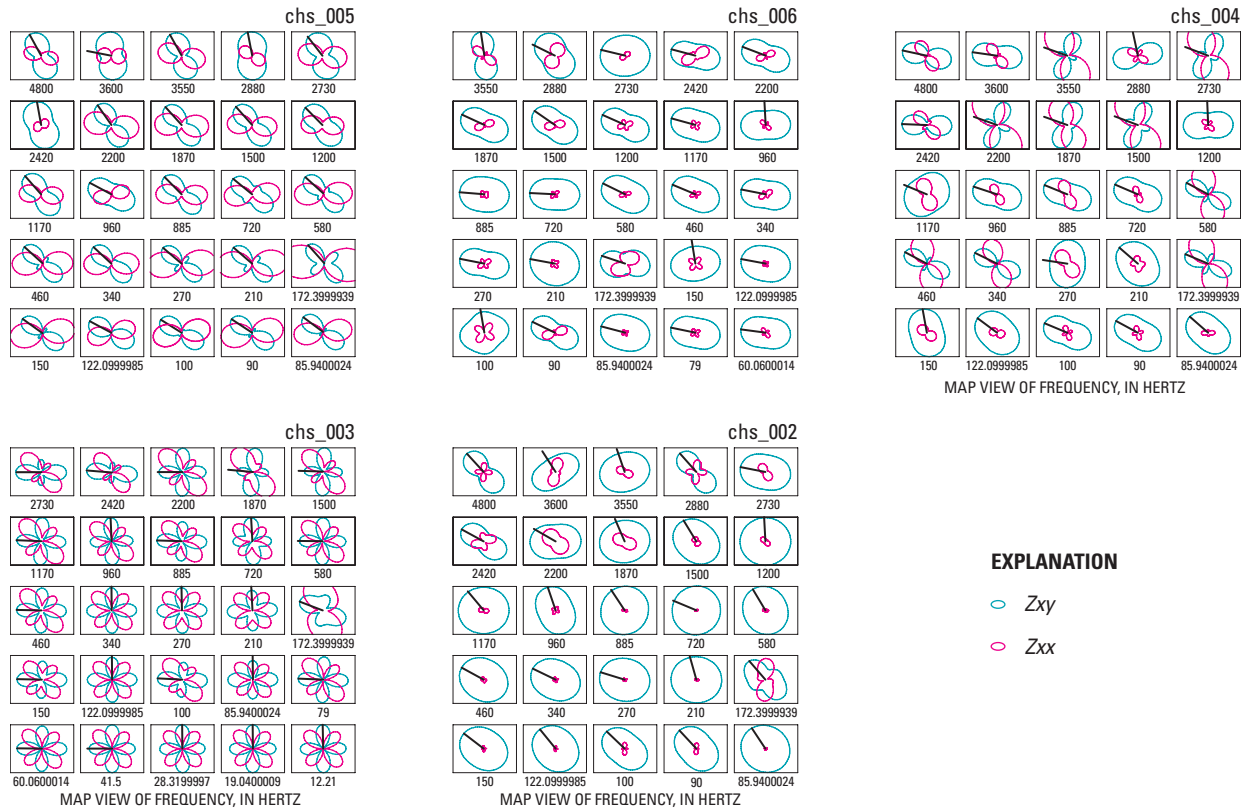 chs_005
4800 3600 3550 2880 2730
2420 2200 1870 1500 1200
1170 960 885 720 580
460 340 270 210 172.3999939
150 122.0999985 100 90 85.9400024
chs_006
3550 2880 2730 2420 2200
1870 1500 1200 1170 960
885 720 580 460 340
270 210 172.3999939 150 122.0999985
100 90 85.9400024 79 60.0600014
chs_004
4800 3600 3550 2880 2730
2420 2200 1870 1500 1200
1170 960 885 720 580
460 340 270 210 172.3999939
150 122.0999985 100 90 85.9400024
MAP VIEW OF FREQUENCY, IN HERTZ
chs_003
2730 2420 2200 1870 1500
1170 960 885 720 580
460 340 270 210 172.3999939
150 122.0999985 100 85.9400024 79
60.0600014 41.5 28.3199997 19.0400009 12.21
MAP VIEW OF FREQUENCY, IN HERTZ
chs_002
4800 3600 3550 2880 2730
2420 2200 1870 1500 1200
1170 960 885 720 580
460 340 270 210 172.3999939
150 122.0999985 100 90 85.9400024
MAP VIEW OF FREQUENCY, IN HERTZ
EXPLANATION
Zxy
Zxx